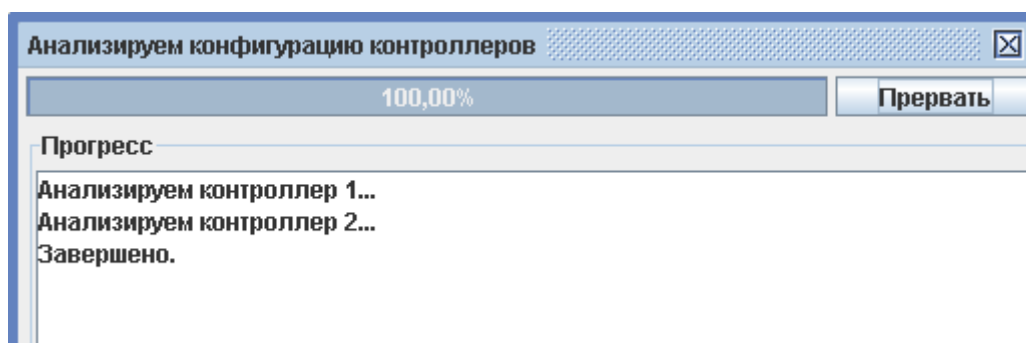 Анализируем конфигурацию контроллеров
100,00%
Прервать
Прогресс
Анализируем контроллер 1...
Анализируем контроллер 2...
Завершено.